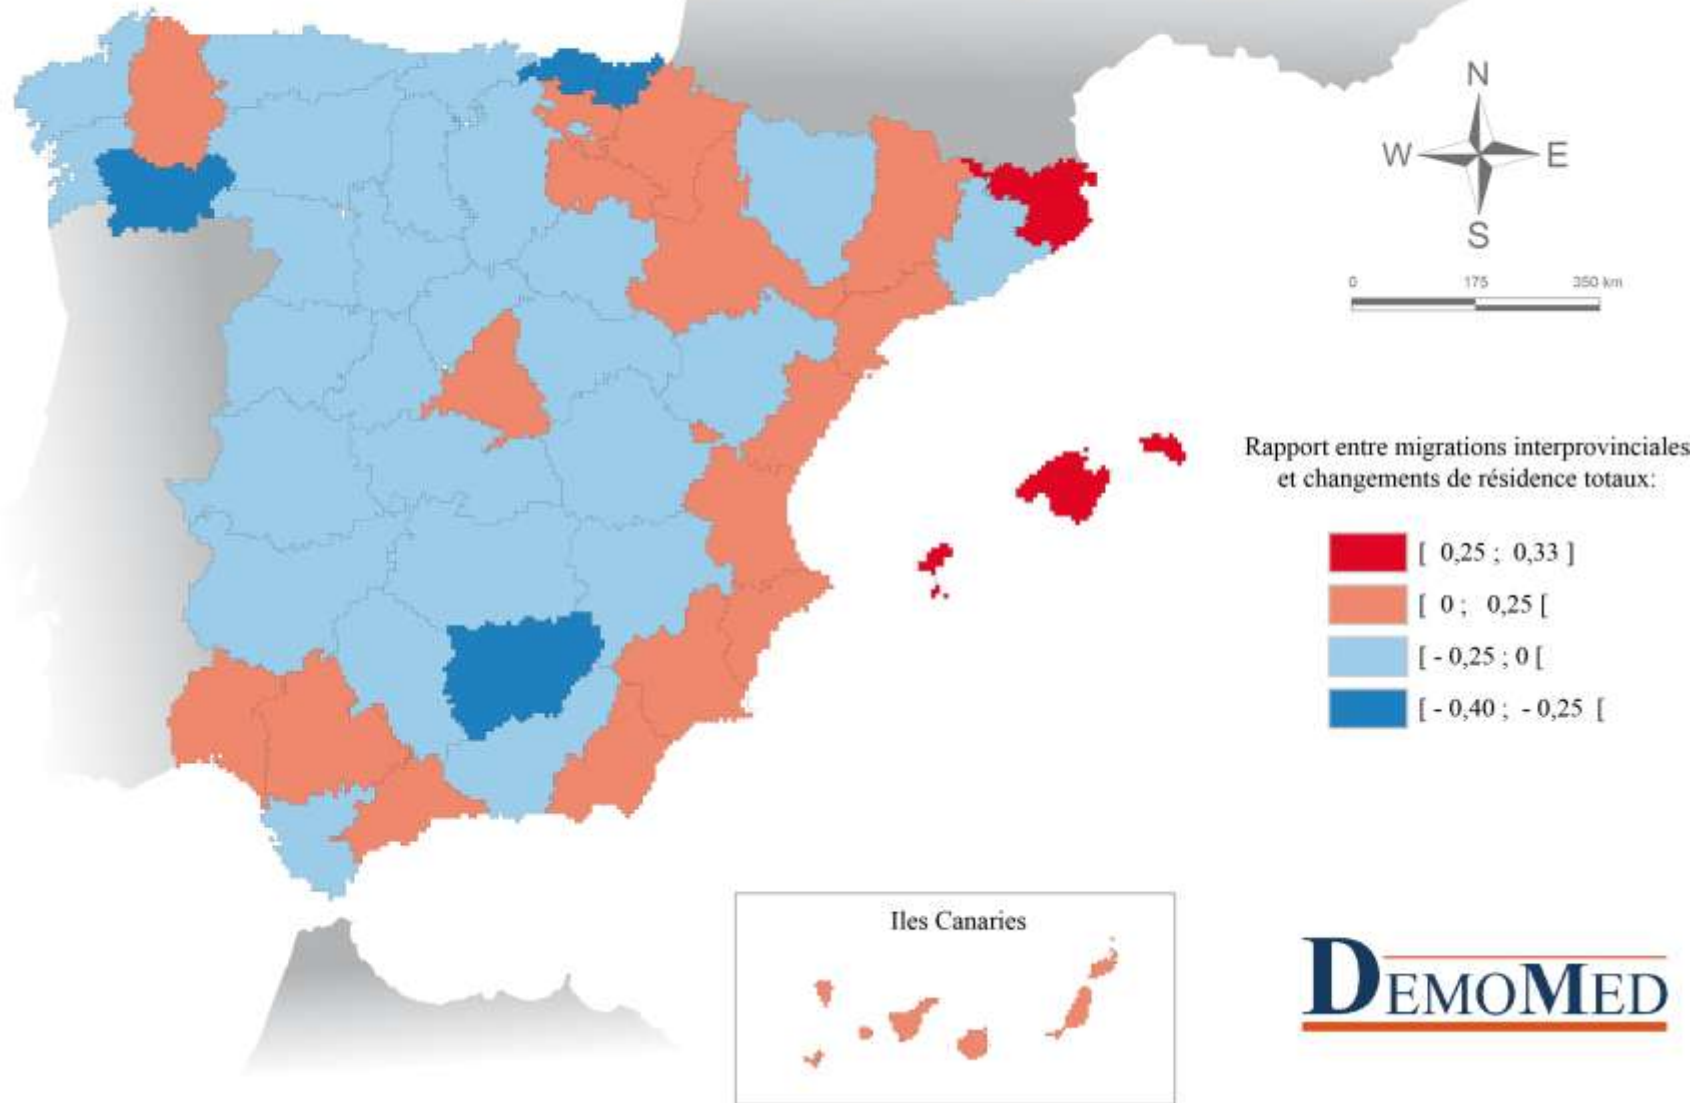 N
W
E
S
0 175 350 km
Rapport entre migrations interprovinciales
et changements de résidence totaux:
[ 0,25 ; 0,33 ]
[ 0 ; 0,25 [
[ - 0,25 ; 0 [
[ - 0,40 ; - 0,25 [
Iles Canaries
DEMOMED